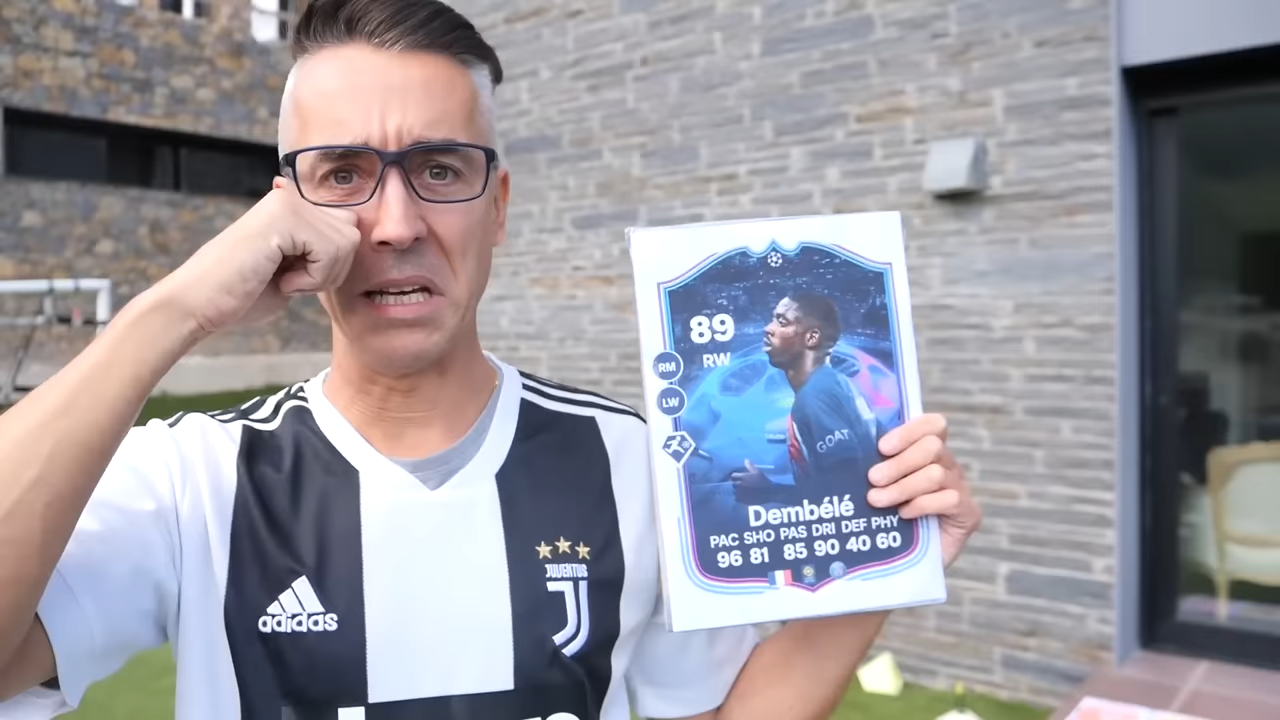 89
RW
RM
LW
GOAT
Dembélé
PAC SHO PAS DRI DEF PHY
96 81 85 90 40 60
JUVENTUS
adidas